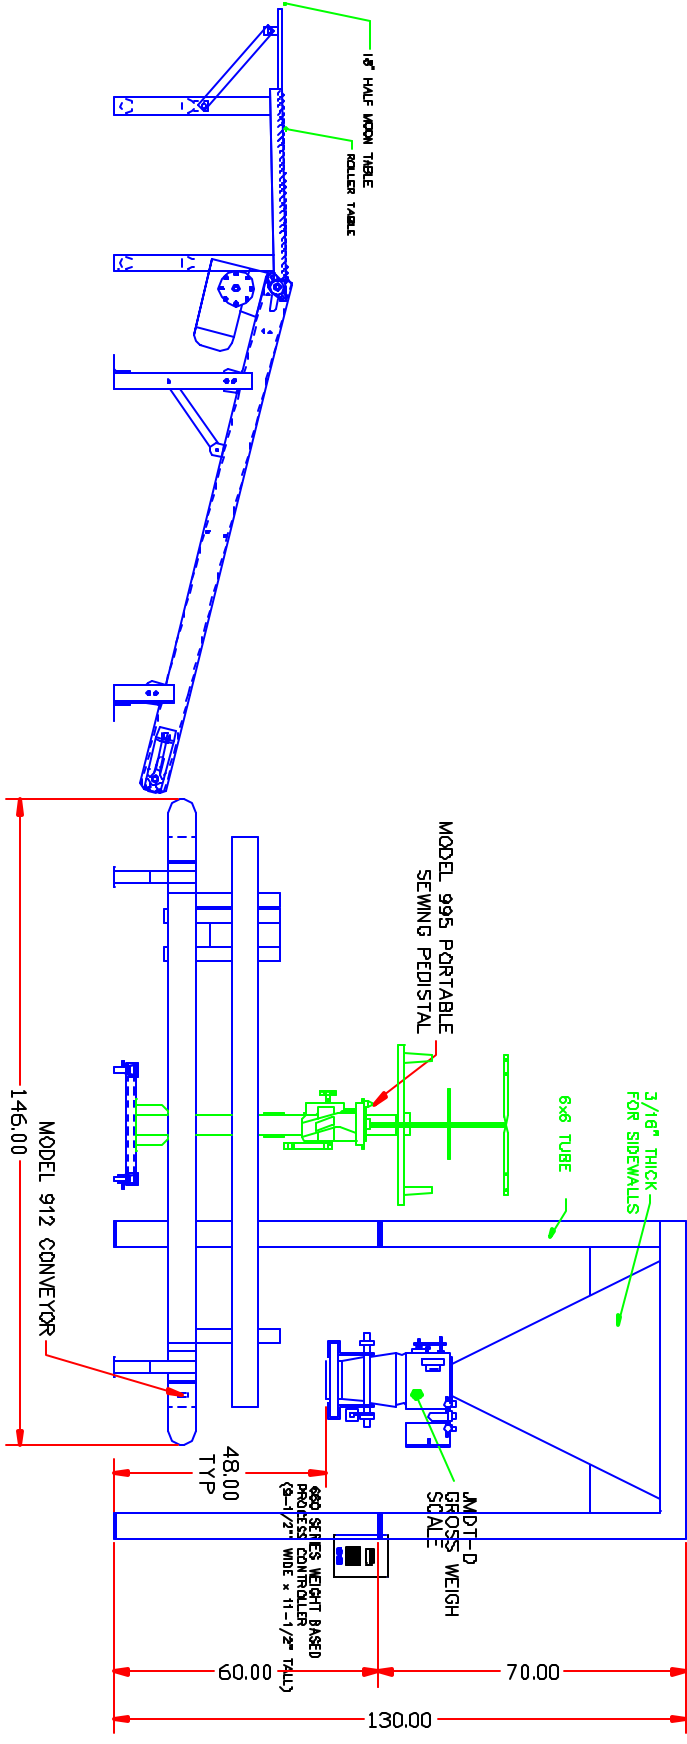 18" HALF MOON TABLE
ROLLER TABLE
MODEL 995 PORTABLE
SEWING PEDISTAL
3/16" THICK
FOR SIDEWALLS
6x6 TUBE
146.00
MODEL 912 CONVEYOR
48.00
TYP
JMDT-D
GROSS WEIGH
SCALE
660 SERIES WEIGHT BASED
PROCESS CONTROLLER
(9-1/2" WIDE x 11-1/2" TALL)
60.00
70.00
130.00